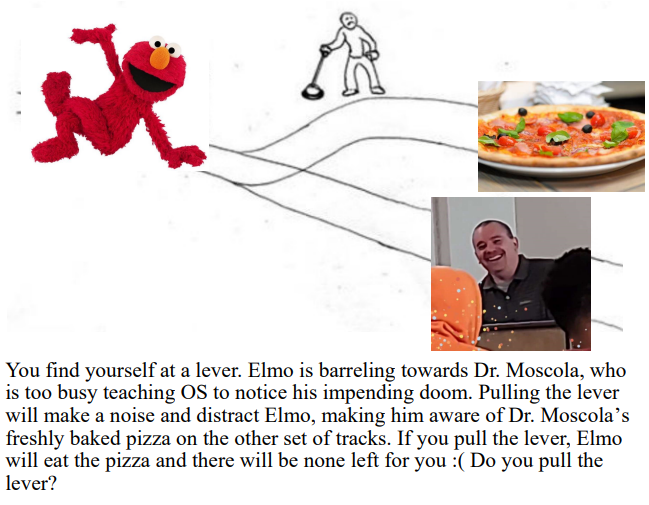 You find yourself at a lever. Elmo is barreling towards Dr. Moscola, who
is too busy teaching OS to notice his impending doom. Pulling the lever
will make a noise and distract Elmo, making him aware of Dr. Moscola’s
freshly baked pizza on the other set of tracks. If you pull the lever, Elmo
will eat the pizza and there will be none left for you :( Do you pull the
lever?